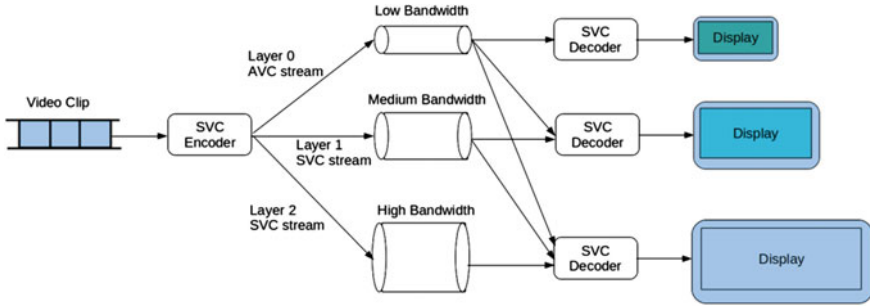 Low Bandwidth
SVC
Decoder
Display
Layer 0
AVC stream
Video Clip
Medium Bandwidth
SVC
Encoder
Layer 1
SVC stream
SVC
Decoder
Display
Layer 2
SVC stream
High Bandwidth
SVC
Decoder
Display